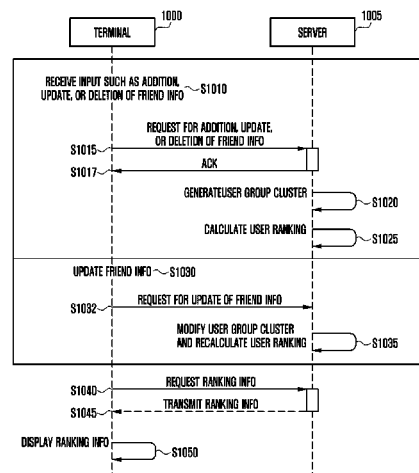 1000
TERMINAL
1005
SERVER
RECEIVE INPUT SUCH AS ADDITION,
UPDATE, OR DELETION OF FRIEND INFO
S1010
REQUEST FOR ADDITION, UPDATE,
OR DELETION OF FRIEND INFO
S1015
ACK
S1017
GENERATEUSER GROUP CLUSTER
S1020
CALCULATE USER RANKING
S1025
UPDATE FRIEND INFO
S1030
REQUEST FOR UPDATE OF FRIEND INFO
S1032
MODIFY USER GROUP CLUSTER
AND RECALCULATE USER RANKING
S1035
REQUEST RANKING INFO
S1040
TRANSMIT RANKING INFO
S1045
DISPLAY RANKING INFO
S1050